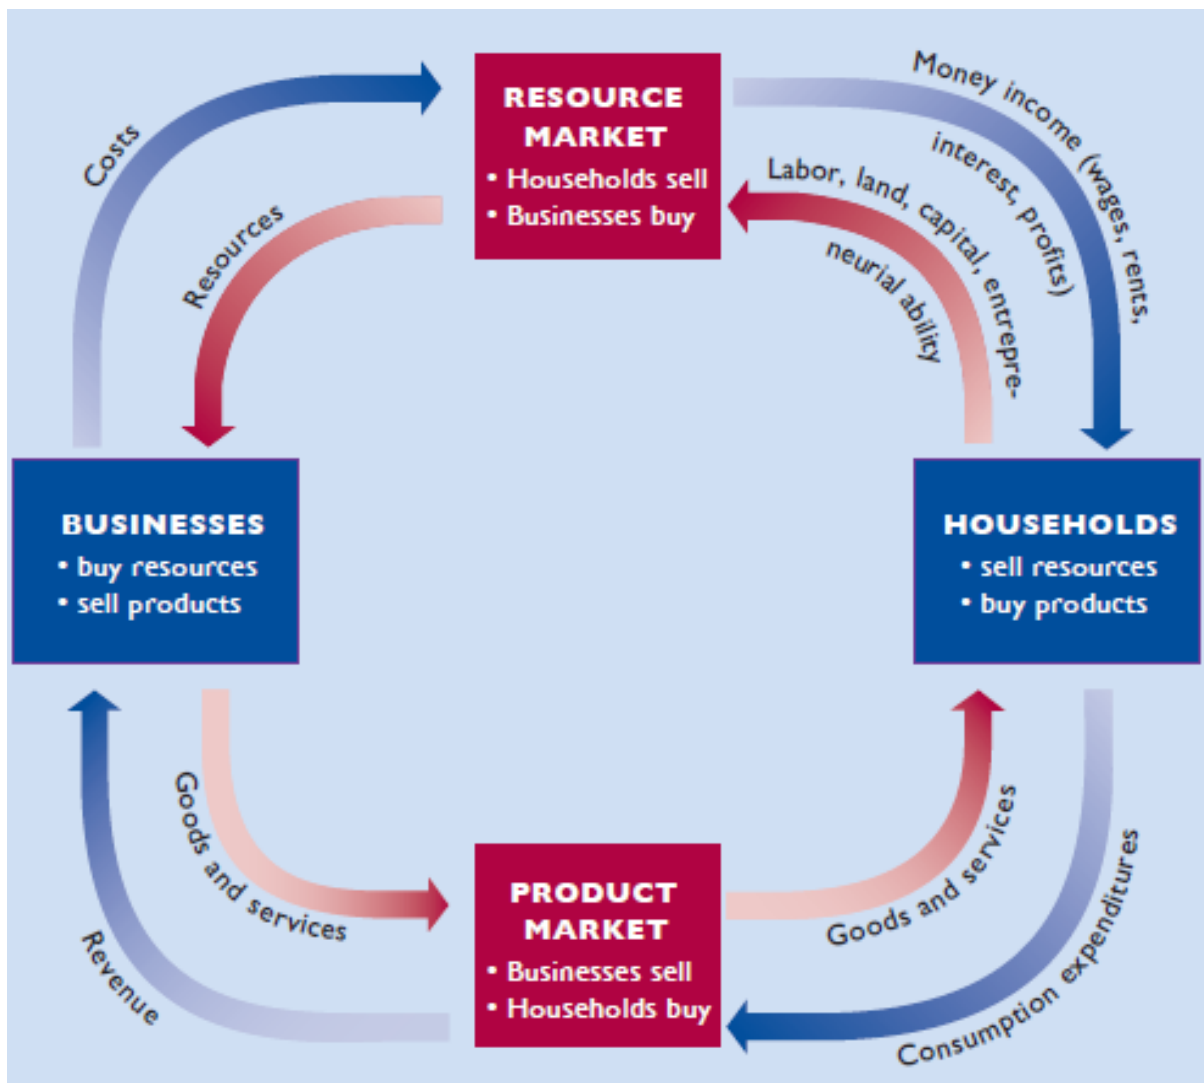 RESOURCE
MARKET
• Households sell
• Businesses buy
Costs
Resources
Money income (wages, rents,
interest, profits)
Labor, land, capital, entrepre-
neurial ability
BUSINESSES
• buy resources
• sell products
HOUSEHOLDS
• sell resources
• buy products
Goods and services
Revenue
PRODUCT
MARKET
• Businesses sell
• Households buy
Goods and services
Consumption expenditures